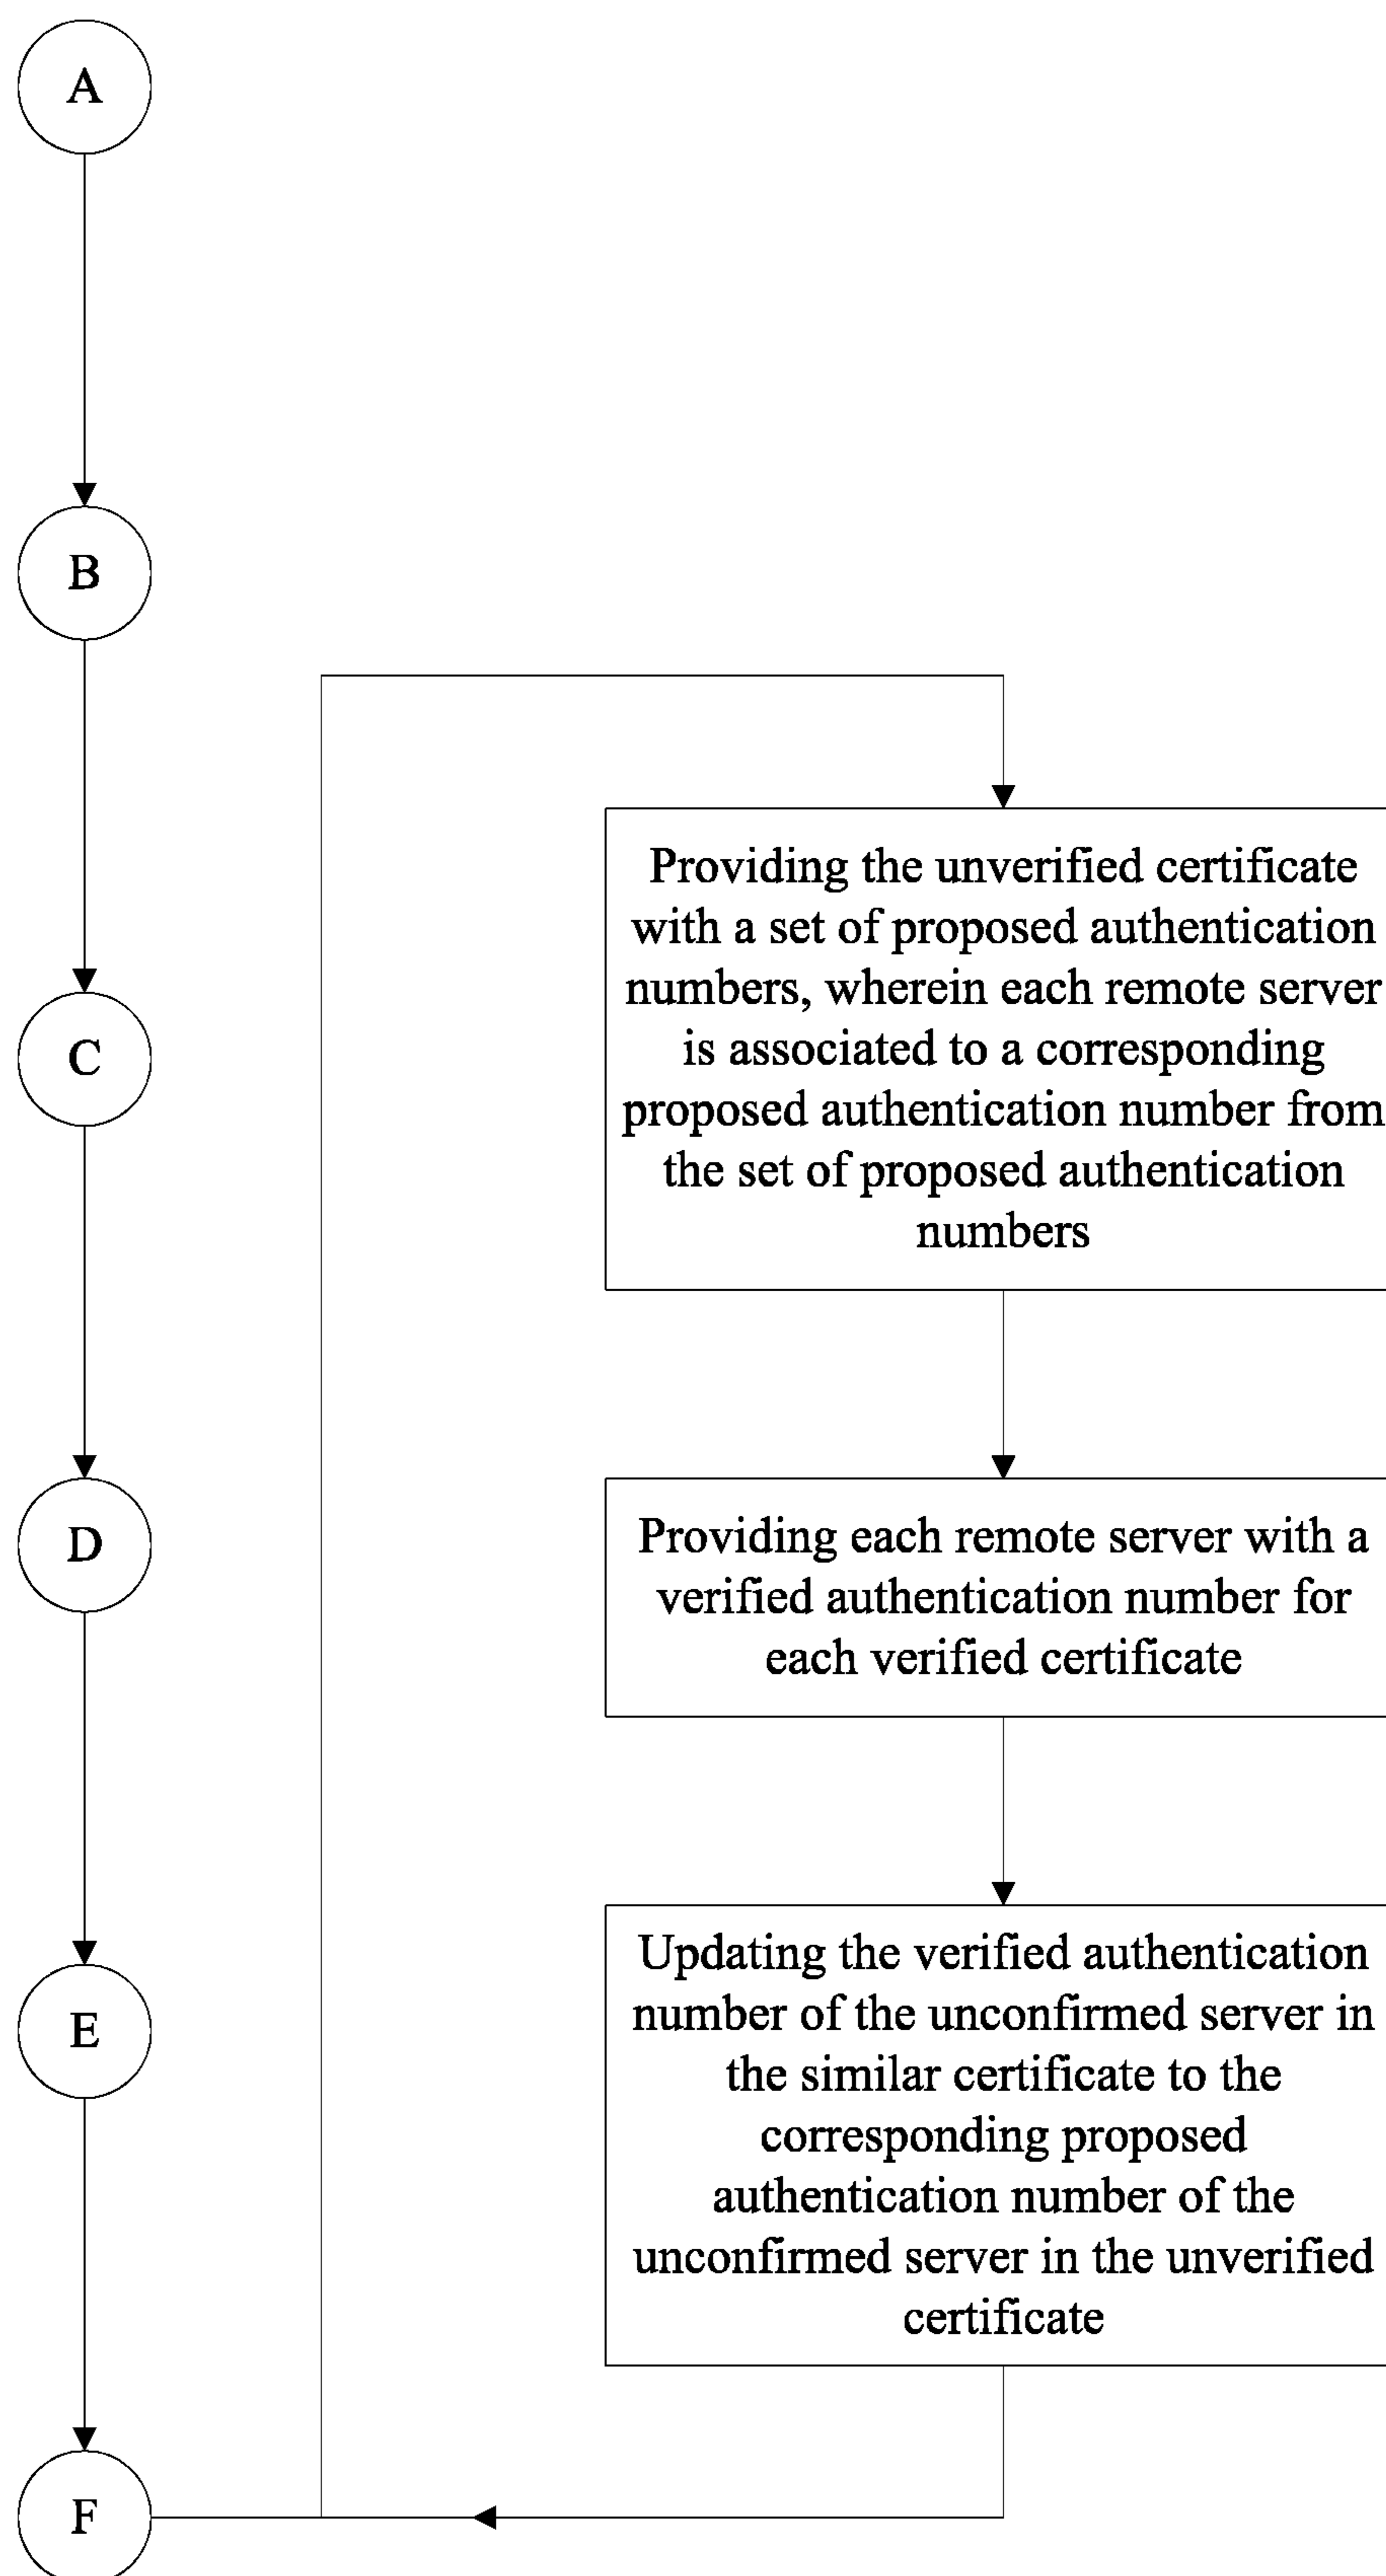 A
B
C
D
E
F
Providing the unverified certificate
with a set of proposed authentication
numbers, wherein each remote server
is associated to a corresponding
proposed authentication number from
the set of proposed authentication
numbers
Providing each remote server with a
verified authentication number for
each verified certificate
Updating the verified authentication
number of the unconfirmed server in
the similar certificate to the
corresponding proposed
authentication number of the
unconfirmed server in the unverified
certificate